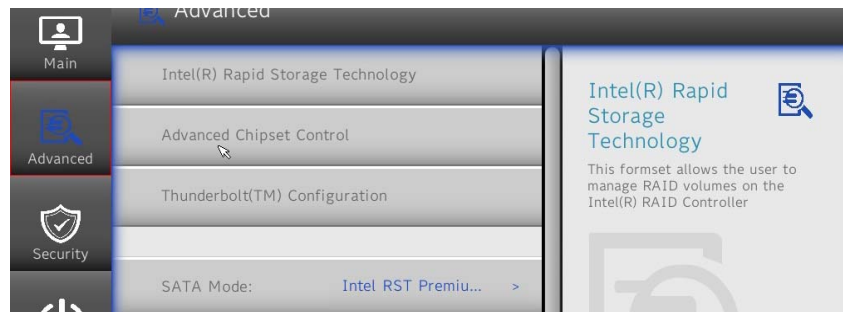 Advanced
Main
Advanced
Security
Intel(R) Rapid Storage Technology
Advanced Chipset Control
Thunderbolt(TM) Configuration
SATA Mode: Intel RST Premiu... >
Intel(R) Rapid
Storage
Technology
This formset allows the user to
manage RAID volumes on the
Intel(R) RAID Controller